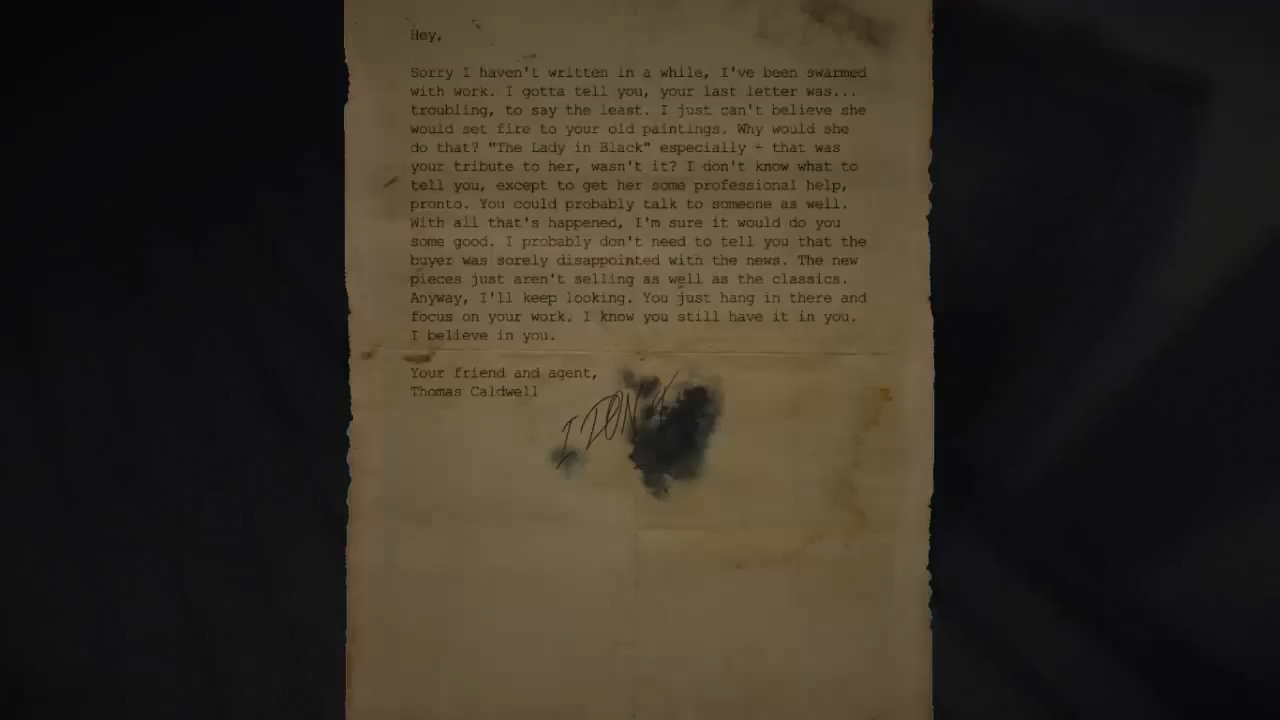 Hey,
Sorry I haven't written in a while, I've been swarmed
with work. I gotta tell you, your last letter was...
troubling, to say the least. I just can't believe she
would set fire to your old paintings. Why would she
do that? "The Lady in Black" especially - that was
your tribute to her, wasn't it? I don't know what to
tell you, except to get her some professional help,
pronto. You could probably talk to someone as well.
With all that's happened, I'm sure it would do you
some good. I probably don't need to tell you that the
buyer was sorely disappointed with the news. The new
pieces just aren't selling as well as the classics.
Anyway, I'll keep looking. You just hang in there and
focus on your work. I know you still have it in you.
I believe in you.
Your friend and agent,
Thomas Caldwell
I DON